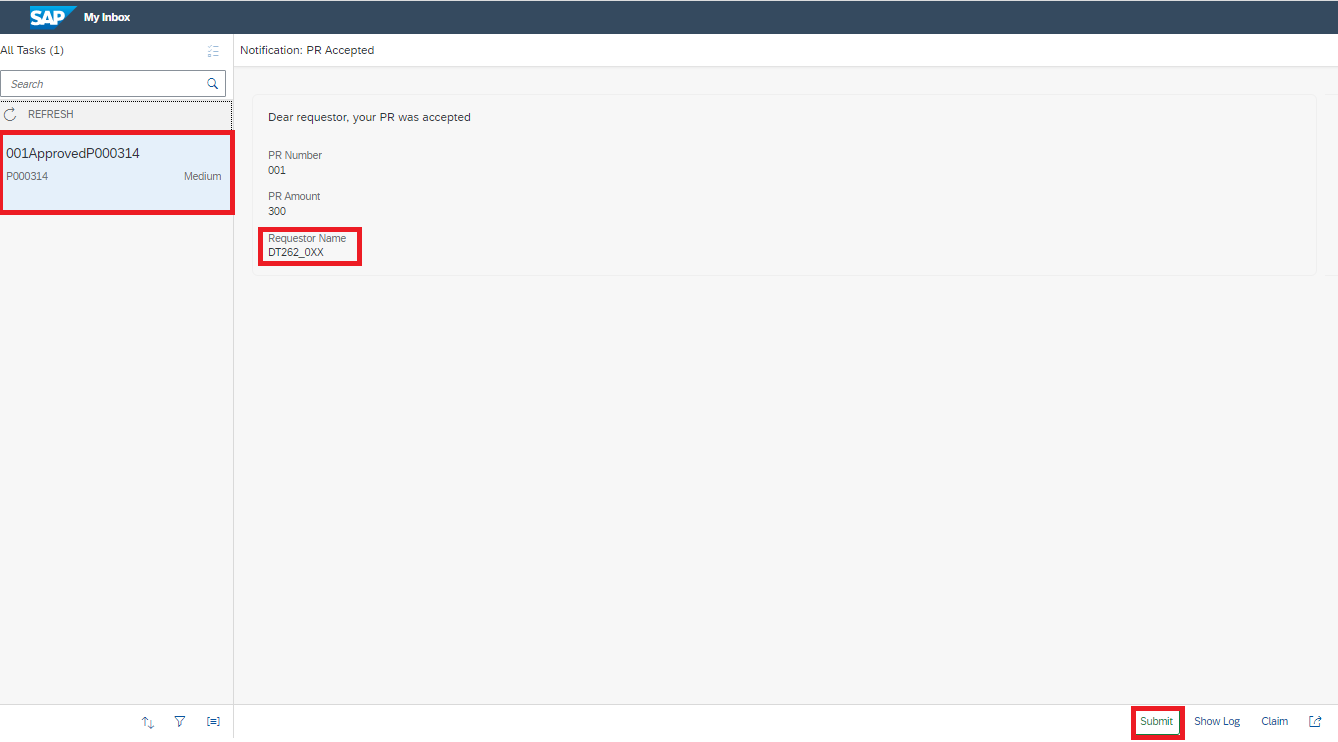 SAP My Inbox
All Tasks (1)
Search
REFRESH
001ApprovedP000314
P000314 Medium
Notification: PR Accepted
Dear requestor, your PR was accepted
PR Number
001
PR Amount
300
Requestor Name
DT262_0XX
Submit Show Log Claim